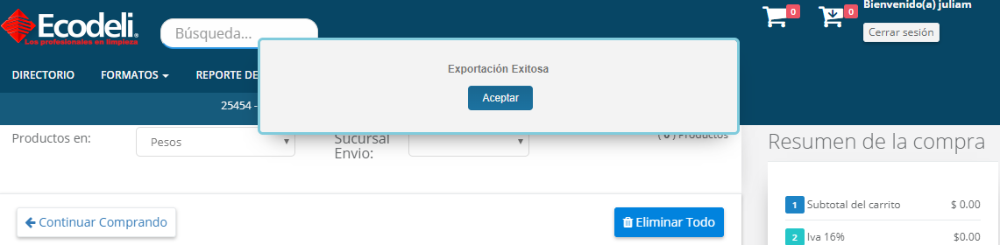 Bienvenido(a) juliam
0
0
Ecodeli®
Los profesionales en limpieza
Búsqueda...
Cerrar sesión
Exportación Exitosa
Aceptar
DIRECTORIO
FORMATOS
REPORTE DE
25454 -
Productos en:
Pesos
Sucursal
Envio:
( 0 ) Productos
Resumen de la compra
Continuar Comprando
Eliminar Todo
1 Subtotal del carrito $ 0.00
2 Iva 16% $0.00